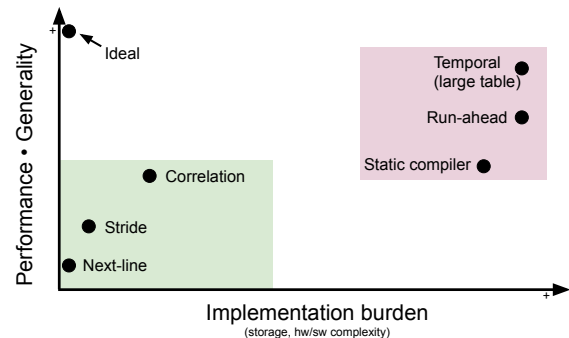 +
Ideal
Temporal
(large table)
Run-ahead
Static compiler
Correlation
Stride
Next-line
Performance • Generality
+
Implementation burden
(storage, hw/sw complexity)